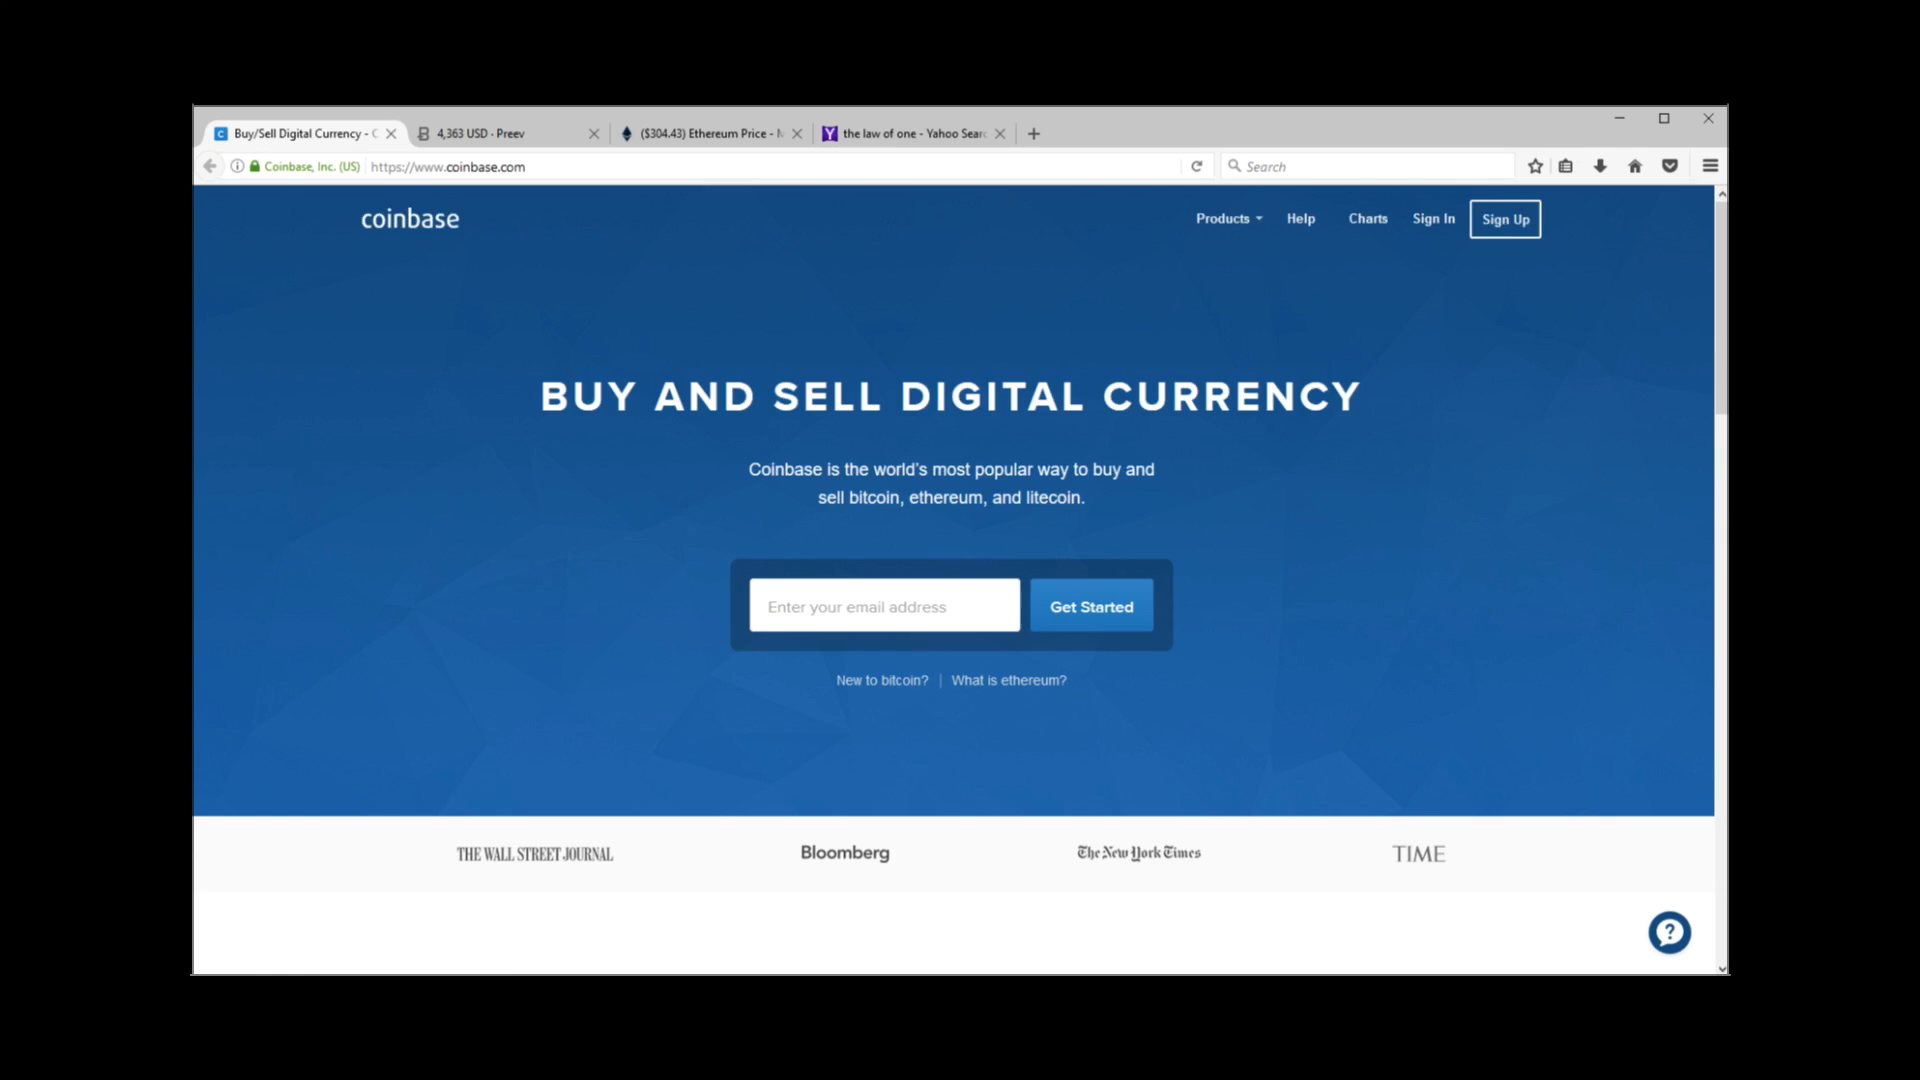 Buy/Sell Digital Currency - C
4,363 USD - Preev
($304.43) Ethereum Price -
the law of one - Yahoo Sear
Coinbase, Inc. (US)
https://www.coinbase.com
Search
coinbase
Products
Help
Charts
Sign In
Sign Up
BUY AND SELL DIGITAL CURRENCY
Coinbase is the world's most popular way to buy and
sell bitcoin, ethereum, and litecoin.
Enter your email address
Get Started
New to bitcoin? | What is ethereum?
THE WALL STREET JOURNAL
Bloomberg
The New York Times
TIME